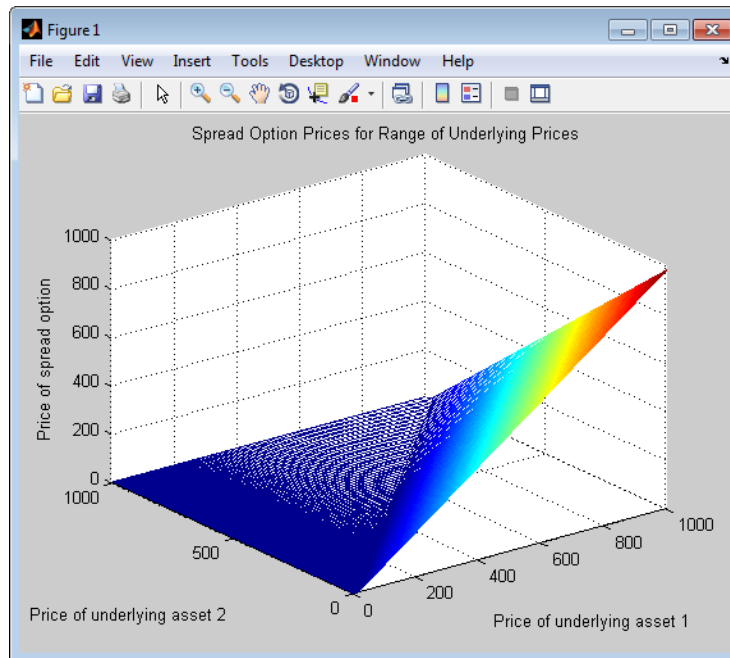 Figure 1
File Edit View Insert Tools Desktop Window Help
Spread Option Prices for Range of Underlying Prices
1000
800
600
400
200
0
Price of spread option
1000
500
0
Price of underlying asset 2
0
200
400
600
800
1000
Price of underlying asset 1